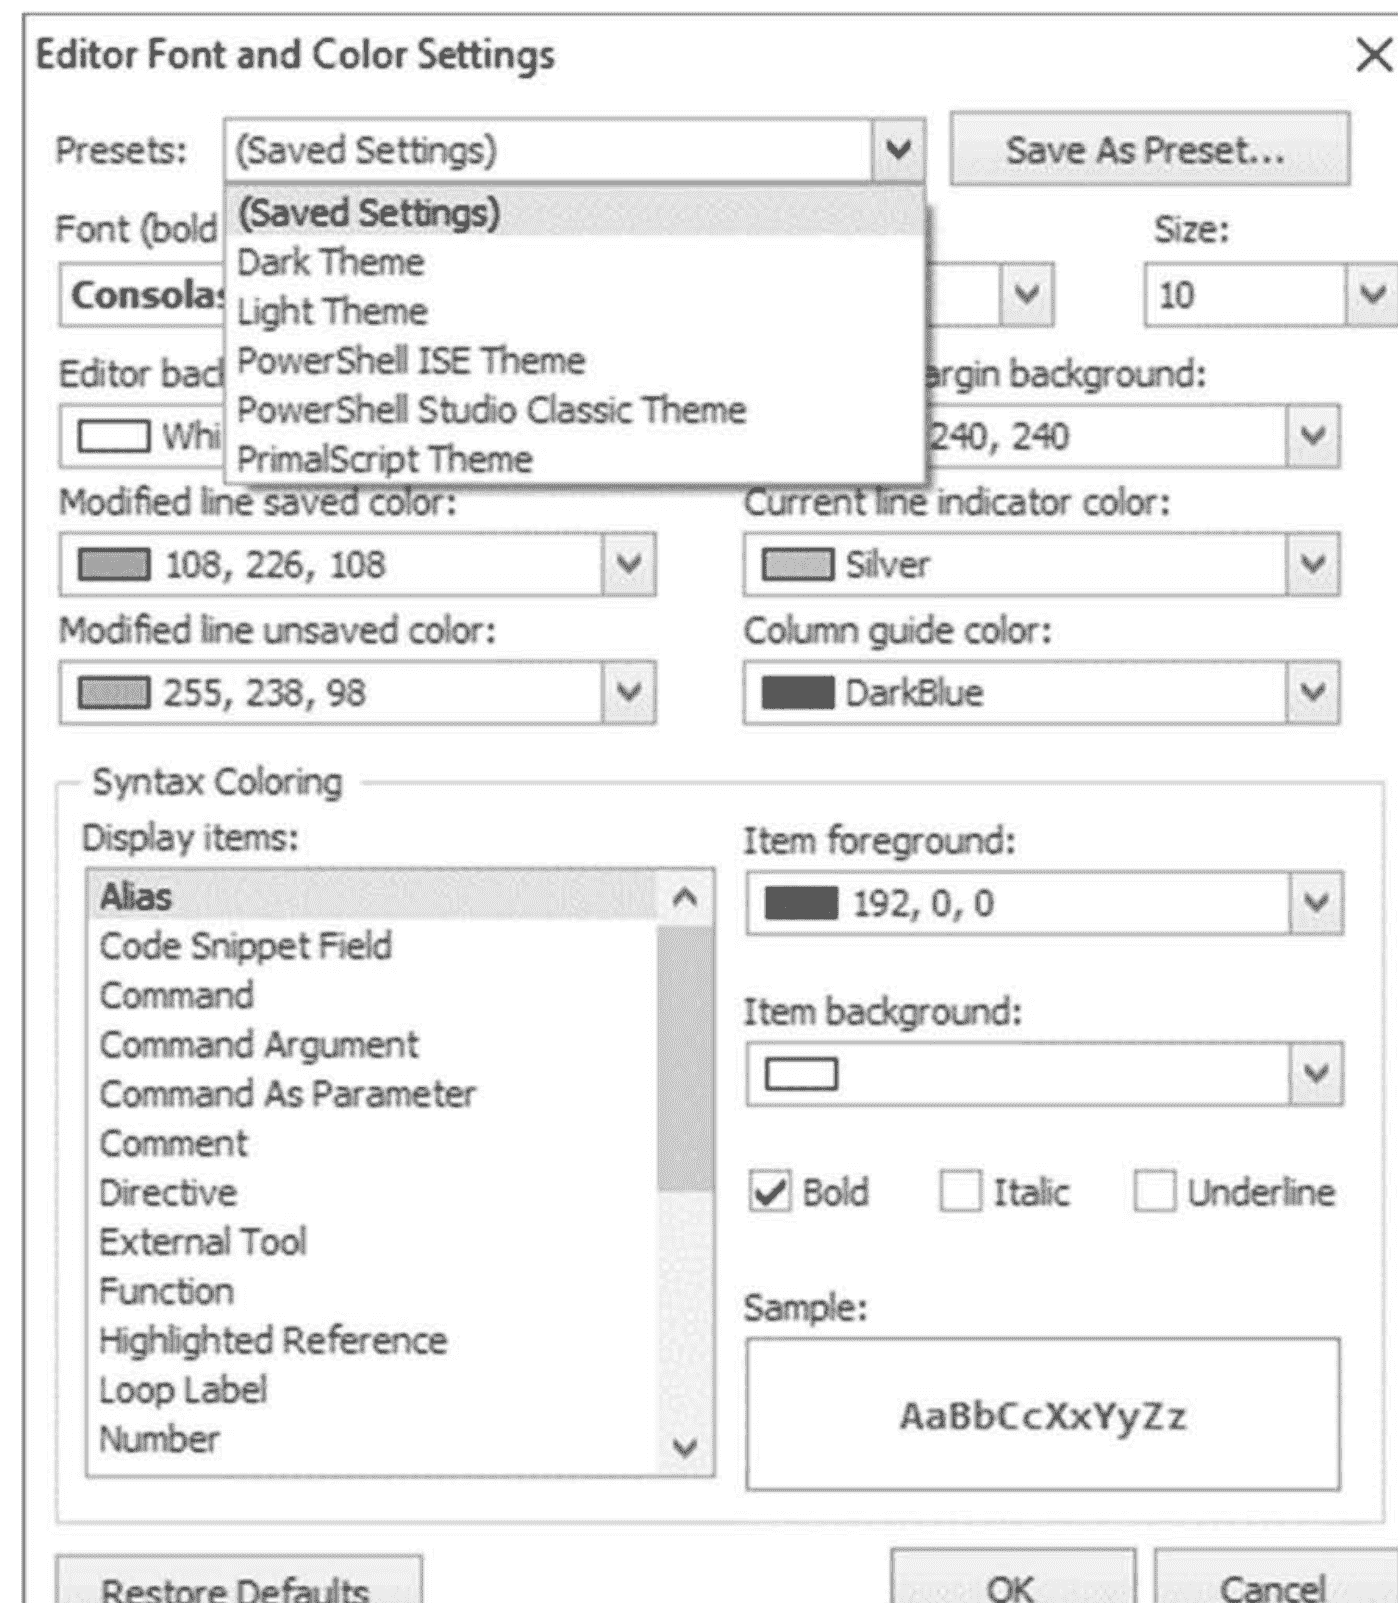 Editor Font and Color Settings
Presets: (Saved Settings) Save As Preset...
(Saved Settings)
Dark Theme
Light Theme
PowerShell ISE Theme
PowerShell Studio Classic Theme
PrimalScript Theme
Font (bold Size:
Consolas 10
Editor background:
240, 240
Modified line saved color: Current line indicator color:
108, 226, 108 Silver
Modified line unsaved color: Column guide color:
255, 238, 98 DarkBlue
Syntax Coloring
Display items: Item foreground:
Alias 192, 0, 0
Code Snippet Field
Command
Command Argument
Command As Parameter
Comment
Directive
External Tool
Function
Highlighted Reference
Loop Label
Number
Item background:
Bold Italic Underline
Sample:
AaBbCcXxYyZz
Restore Defaults OK Cancel